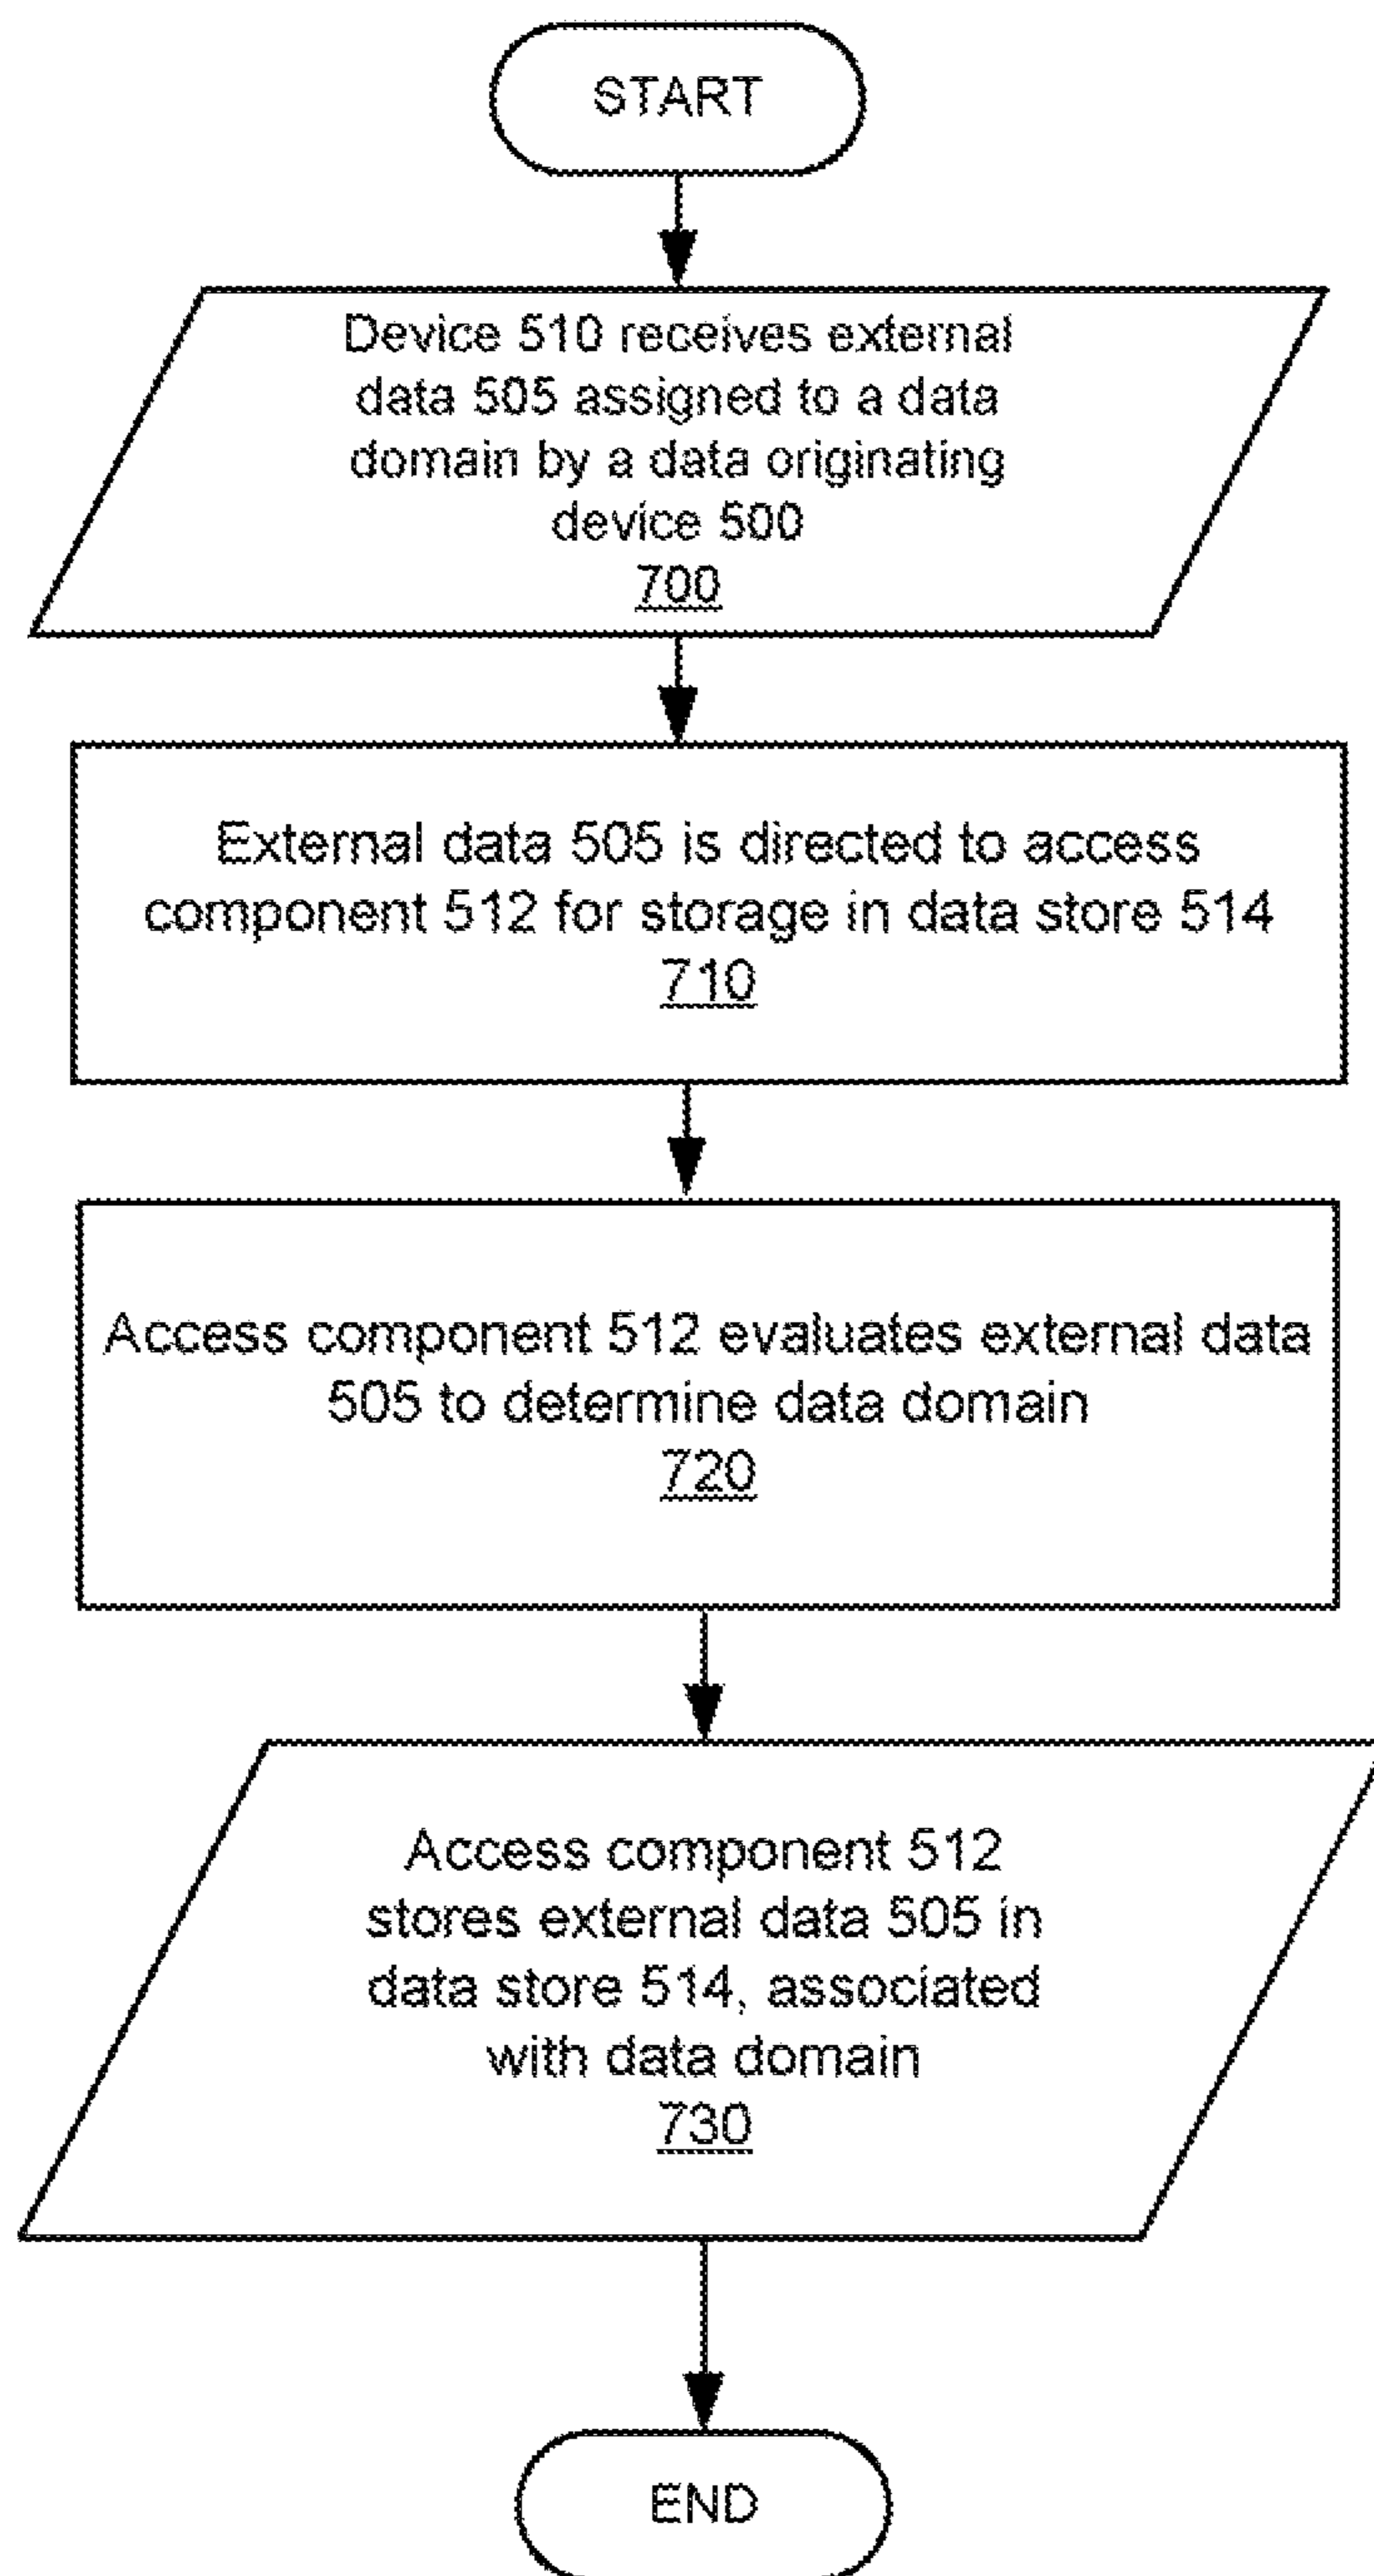 START
Device 510 receives external
data 505 assigned to a data
domain by a data originating
device 500
700
External data 505 is directed to access
component 512 for storage in data store 514
710
Access component 512 evaluates external data
505 to determine data domain
720
Access component 512
stores external data 505 in
data store 514, associated
with data domain
730
END